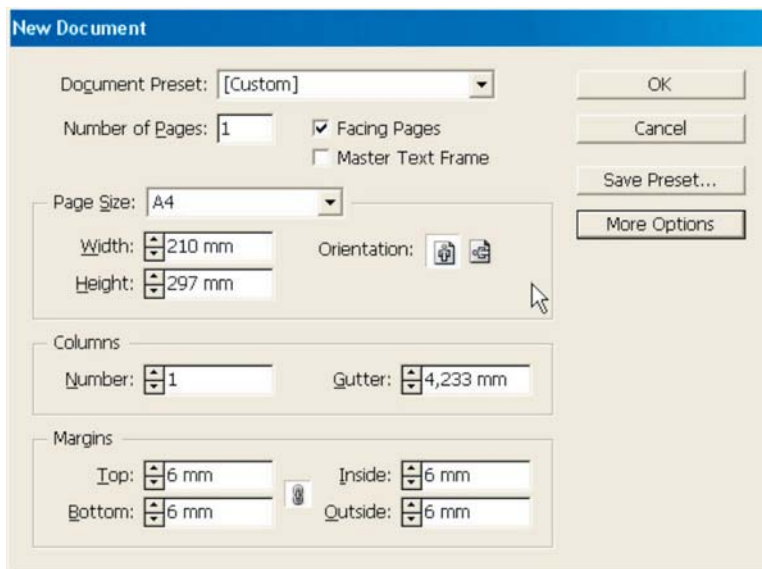 New Document
Document Preset: [Custom]
OK
Number of Pages: 1
Facing Pages
Cancel
Master Text Frame
Save Preset...
Page Size: A4
More Options
Width: 210 mm
Orientation:
Height: 297 mm
Columns
Number: 1
Gutter: 4,233 mm
Margins
Top: 6 mm
Inside: 6 mm
Bottom: 6 mm
Outside: 6 mm